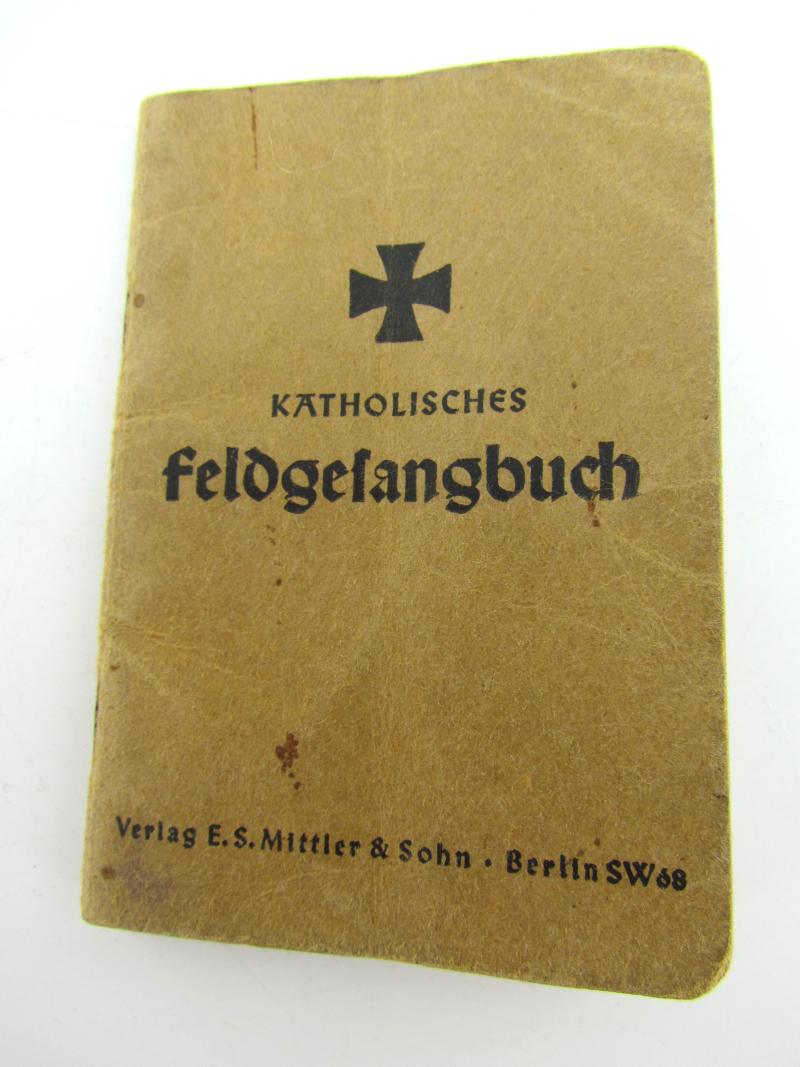 KATHOLISCHES
Feldgeſangbuch
Verlag E.S. Mittler & Sohn • Berlin SW68